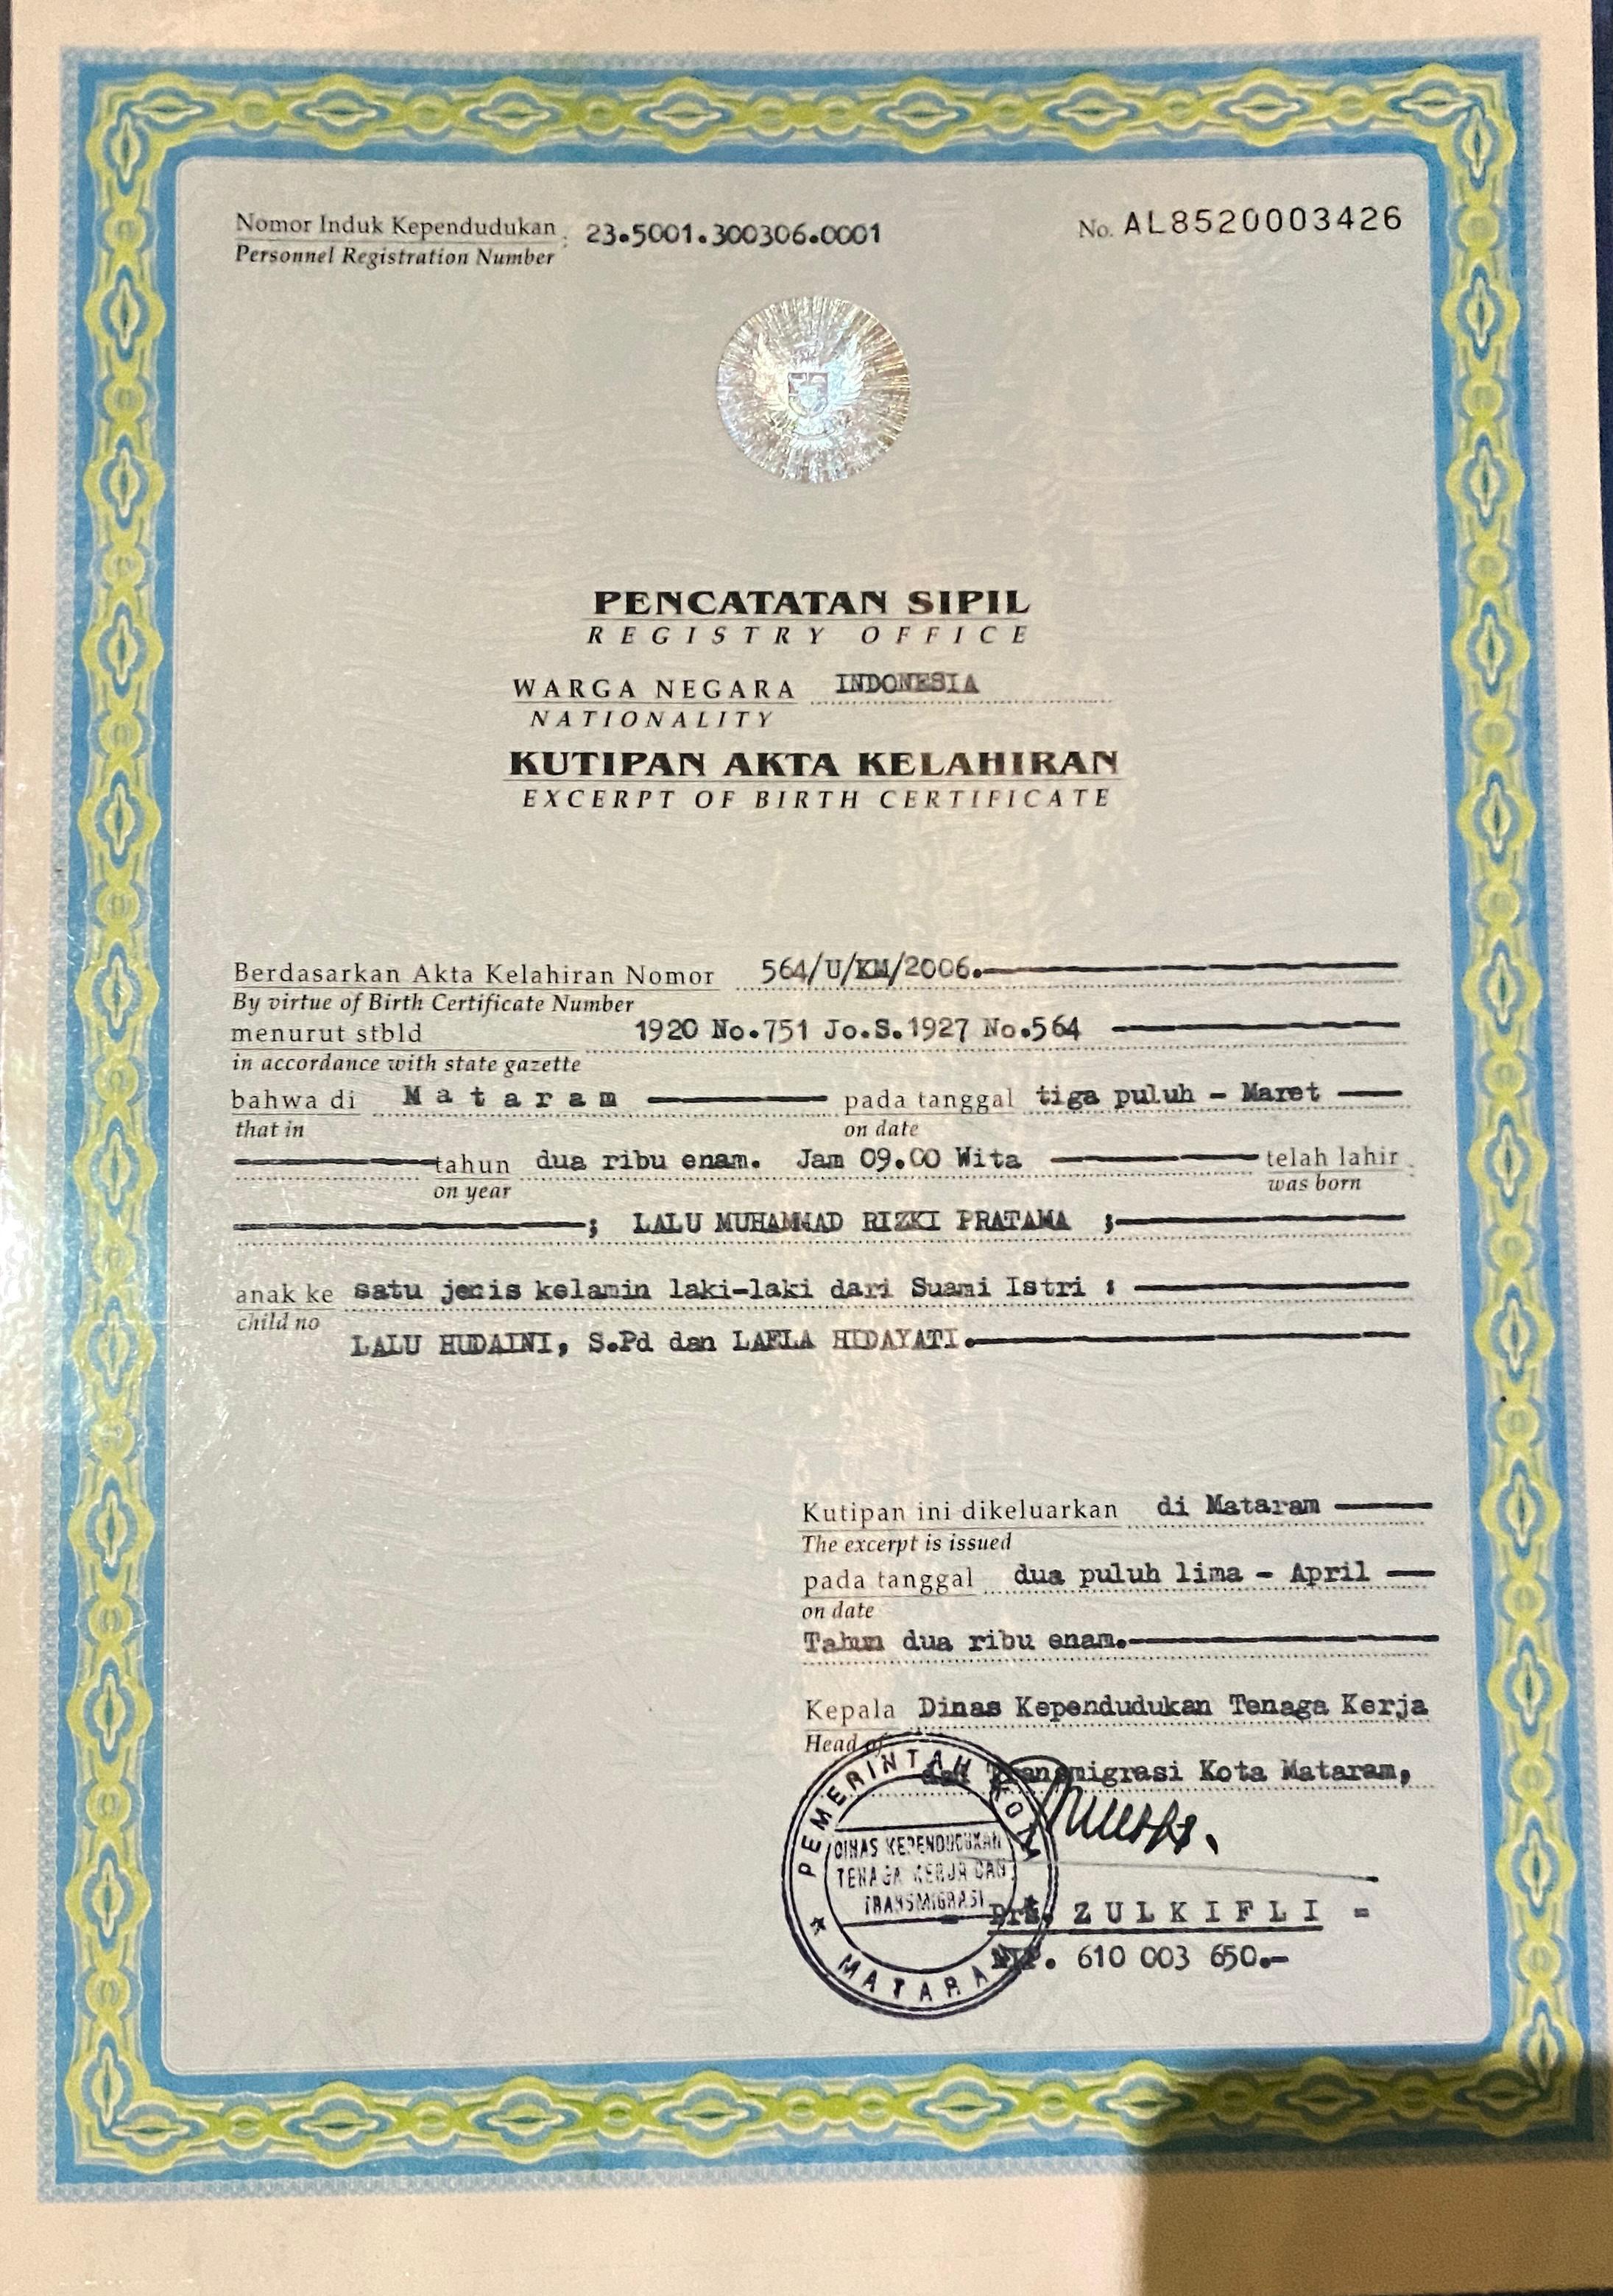 Nomor Induk Kependudukan : 23.5001.300306.0001 No. AL8520003426
Personnel Registration Number
PENCATATAN SIPIL
REGISTRY OFFICE
WARGA NEGARA INDONESIA
NATIONALITY
KUTIPAN AKTA KELAHIRAN
EXCERPT OF BIRTH CERTIFICATE
Berdasarkan Akta Kelahiran Nomor 564/U/KM/2006.
By virtue of Birth Certificate Number
menurut stbld 1920 No.751 Jo.S.1927 No.564
in accordance with state gazette
bahwa di M a t a r a m pada tanggal tiga puluh - Maret
that in on date
tahun dua ribu enam. Jam 09.00 Wita telah lahir
on year was born
; LALU MUHAMMAD RIZKI PRATAMA ;
anak ke satu jenis kelamin laki-laki dari Suami Istri :
child no
LALU HUDAINI, S.Pd dan LAELA HIDAYATI.
Kutipan ini dikeluarkan di Mataram
The excerpt is issued
pada tanggal dua puluh lima - April
on date
Tahun dua ribu enam.
Kepala Dinas Kependudukan Tenaga Kerja
Head of
dan Transmigrasi Kota Mataram,
PEMERINTAH KOTA
DINAS KEPENDUDUKAN
TENAGA KERJA DAN
TRANSMIGRASI
MATARAM
Drs. Z U L K I F L I -
NIP. 610 003 650.-